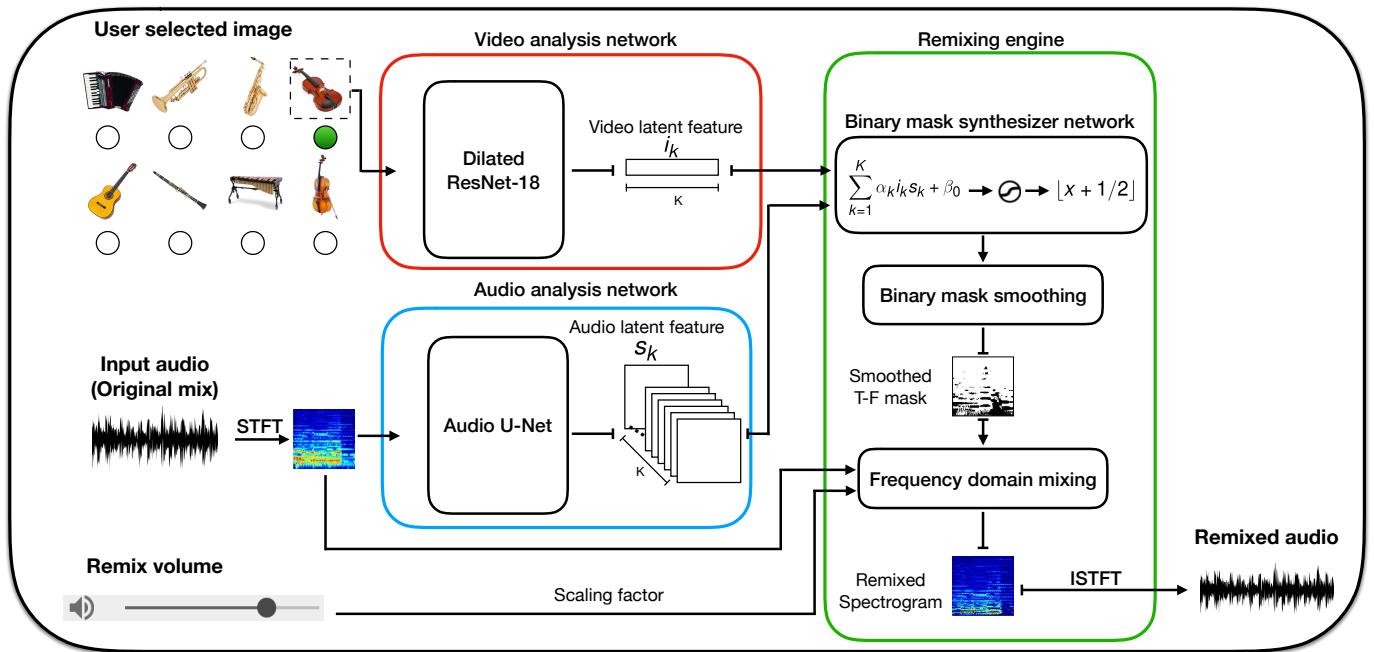 User selected image
Video analysis network
Dilated
ResNet-18
Video latent feature
i_k
K
Audio analysis network
Audio U-Net
Audio latent feature
s_k
K
Input audio
(Original mix)
STFT
Remix volume
Scaling factor
Remixing engine
Binary mask synthesizer network
∑_{k=1}^{K} α_k i_k s_k + β_0 → → ⌊x + 1/2⌋
Binary mask smoothing
Smoothed
T-F mask
Frequency domain mixing
Remixed
Spectrogram
ISTFT
Remixed audio